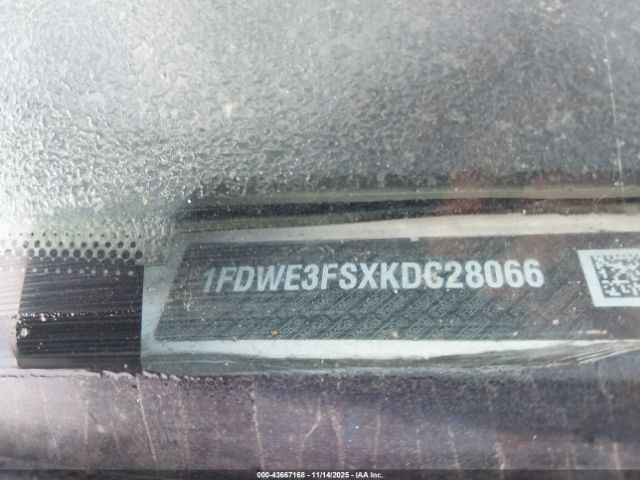 1FDWE3FSXKDC28066
000-43667168 - 11/14/2025 - © IAA Inc.